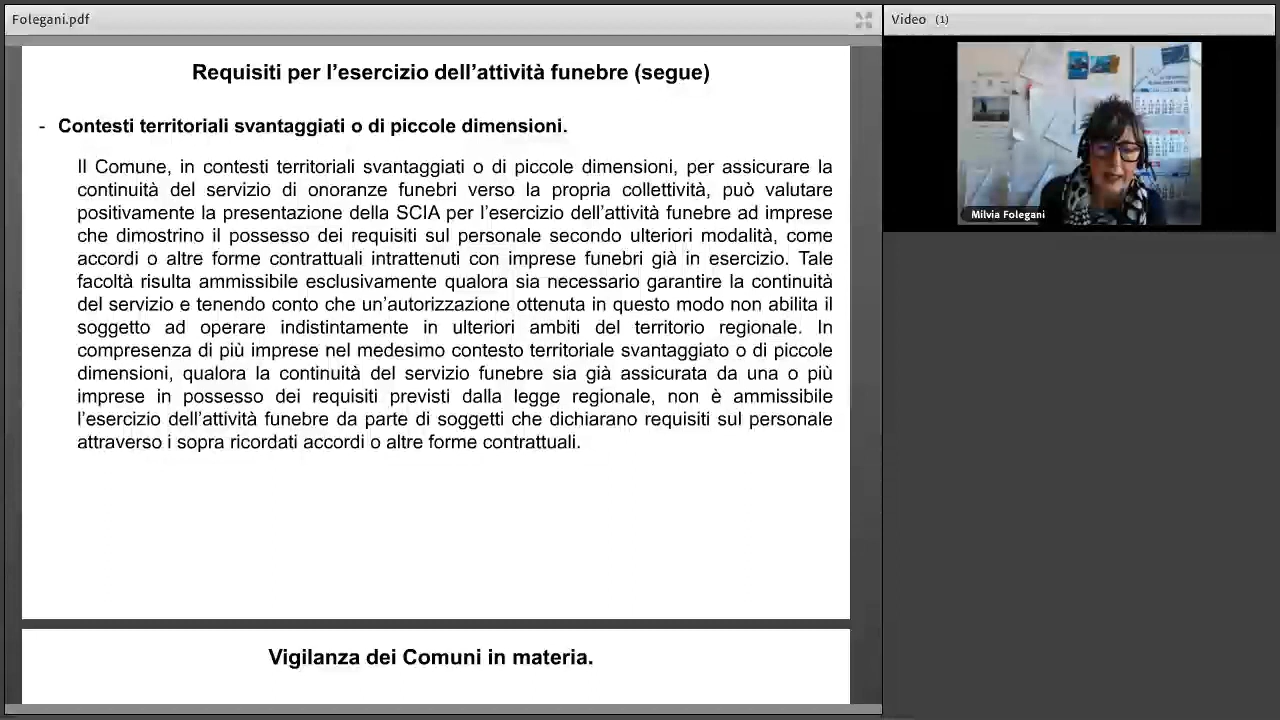 Folegani.pdf
Video (1)
Requisiti per l’esercizio dell’attività funebre (segue)
- Contesti territoriali svantaggiati o di piccole dimensioni.
Il Comune, in contesti territoriali svantaggiati o di piccole dimensioni, per assicurare la
continuità del servizio di onoranze funebri verso la propria collettività, può valutare
positivamente la presentazione della SCIA per l’esercizio dell’attività funebre ad imprese
che dimostrino il possesso dei requisiti sul personale secondo ulteriori modalità, come
accordi o altre forme contrattuali intrattenuti con imprese funebri già in esercizio. Tale
facoltà risulta ammissibile esclusivamente qualora sia necessario garantire la continuità
del servizio e tenendo conto che un’autorizzazione ottenuta in questo modo non abilita il
soggetto ad operare indistintamente in ulteriori ambiti del territorio regionale. In
compresenza di più imprese nel medesimo contesto territoriale svantaggiato o di piccole
dimensioni, qualora la continuità del servizio funebre sia già assicurata da una o più
imprese in possesso dei requisiti previsti dalla legge regionale, non è ammissibile
l’esercizio dell’attività funebre da parte di soggetti che dichiarano requisiti sul personale
attraverso i sopra ricordati accordi o altre forme contrattuali.
Vigilanza dei Comuni in materia.
Milvia Folegani